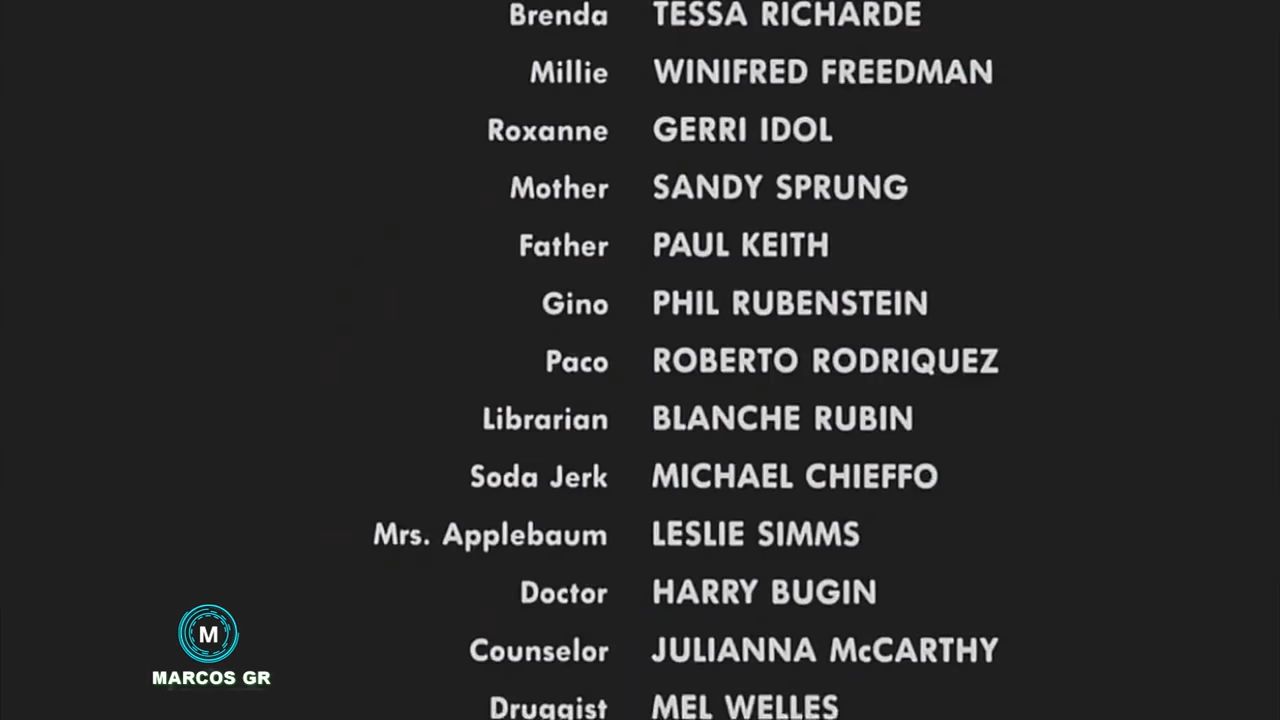 Brenda TESSA RICHARDE
Millie WINIFRED FREEDMAN
Roxanne GERRI IDOL
Mother SANDY SPRUNG
Father PAUL KEITH
Gino PHIL RUBENSTEIN
Paco ROBERTO RODRIQUEZ
Librarian BLANCHE RUBIN
Soda Jerk MICHAEL CHIEFFO
Mrs. Applebaum LESLIE SIMMS
Doctor HARRY BUGIN
Counselor JULIANNA McCARTHY
Druggist MEL WELLES
M
MARCOS GR